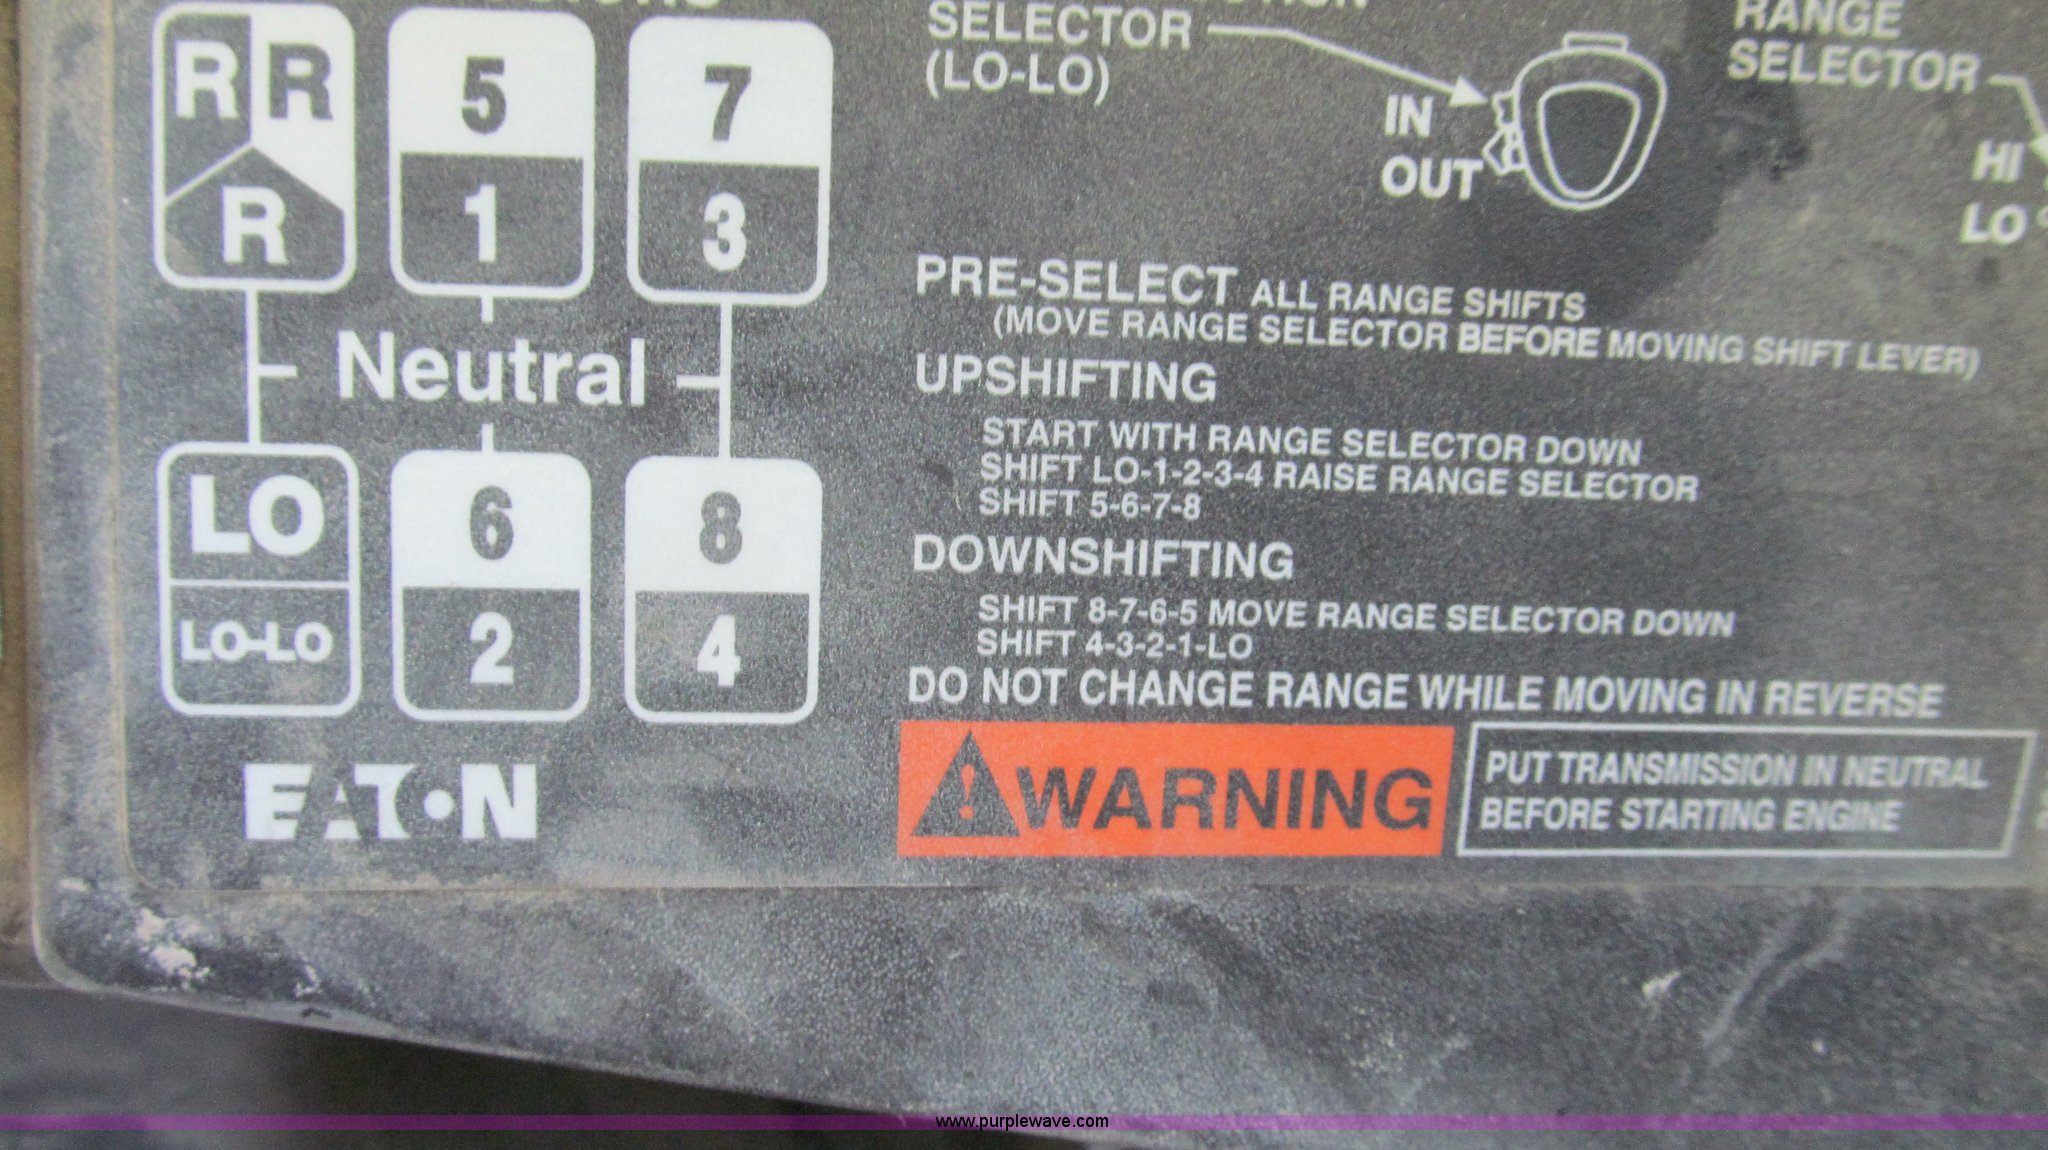 R R
R
5
1
7
3
Neutral
LO
LO-LO
6
2
8
4
EATON
SELECTOR
(LO-LO)
IN
OUT
RANGE
SELECTOR
HI
LO
PRE-SELECT ALL RANGE SHIFTS
(MOVE RANGE SELECTOR BEFORE MOVING SHIFT LEVER)
UPSHIFTING
START WITH RANGE SELECTOR DOWN
SHIFT LO-1-2-3-4 RAISE RANGE SELECTOR
SHIFT 5-6-7-8
DOWNSHIFTING
SHIFT 8-7-6-5 MOVE RANGE SELECTOR DOWN
SHIFT 4-3-2-1-LO
DO NOT CHANGE RANGE WHILE MOVING IN REVERSE
! WARNING
PUT TRANSMISSION IN NEUTRAL
BEFORE STARTING ENGINE
www.purplewave.com